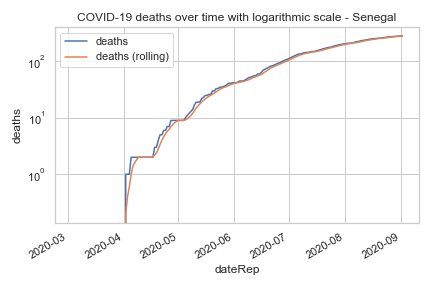 COVID-19 deaths over time with logarithmic scale - Senegal
deaths
deaths (rolling)
10²
10¹
10⁰
deaths
2020-03
2020-04
2020-05
2020-06
2020-07
2020-08
2020-09
dateRep